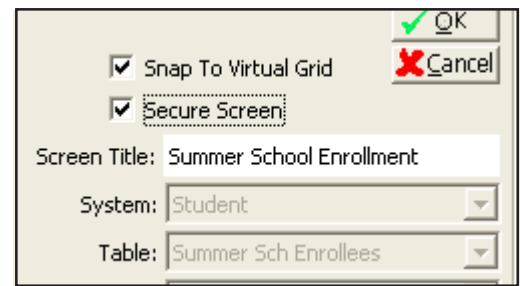 OK
Snap To Virtual Grid
Cancel
Secure Screen
Screen Title: Summer School Enrollment
System: Student
Table: Summer Sch Enrollees